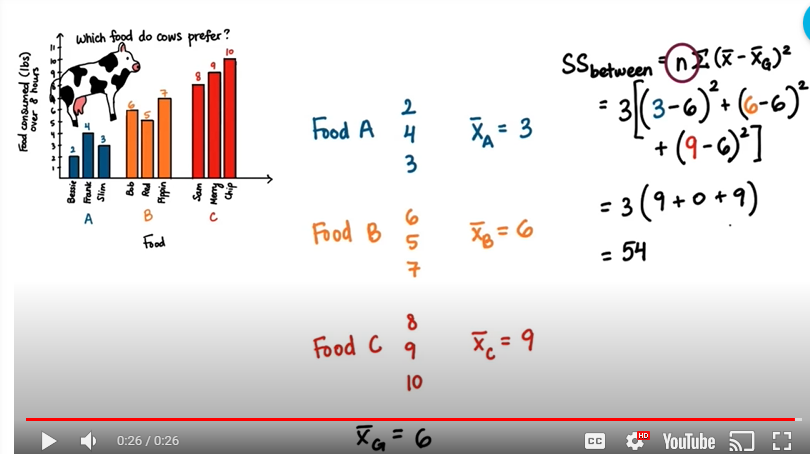 Which food do cows prefer?
Food consumed (lbs)
over 8 hours
11
10
9
8
7
6
5
4
3
2
1
2 4 3
6 5 7
8 9 10
Bessie Frank Slim Bob Red Pippin Sam Merry Chip
A B C
Food
Food A
2
4
3
x̄A = 3
Food B
6
5
7
x̄B = 6
Food C
8
9
10
x̄C = 9
x̄G = 6
SSbetween = n Σ (x̄ - x̄G)²
= 3[(3-6)² + (6-6)²
+ (9-6)²]
= 3 (9 + 0 + 9)
= 54
0:26 / 0:26
CC
HD
YouTube